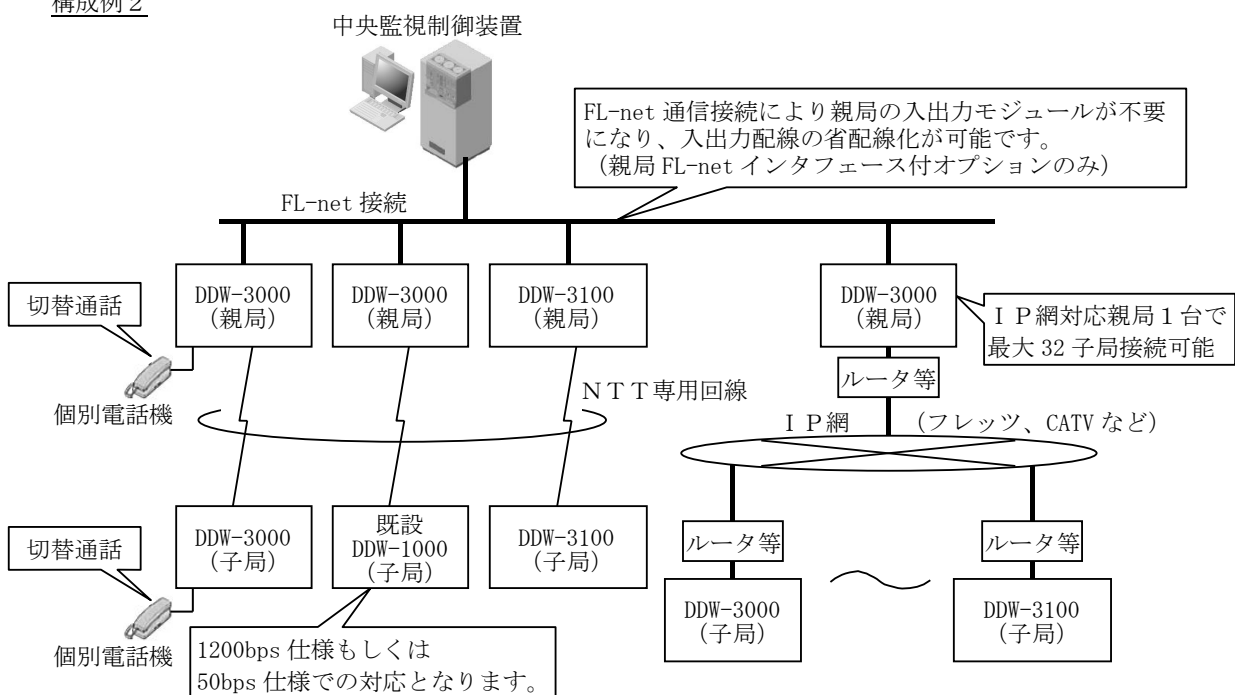 構成例２
中央監視制御装置
FL-net 通信接続により親局の入出力モジュールが不要
になり、入出力配線の省配線化が可能です。
（親局 FL-net インタフェース付オプションのみ）
FL-net 接続
切替通話
個別電話機
DDW-3000
(親局)
DDW-3000
(親局)
DDW-3100
(親局)
DDW-3000
(親局)
ＩＰ網対応親局１台で
最大 32 子局接続可能
ルータ等
ＮＴＴ専用回線
ＩＰ網　（フレッツ、CATV など）
切替通話
個別電話機
DDW-3000
(子局)
既設
DDW-1000
(子局)
DDW-3100
(子局)
ルータ等
ルータ等
DDW-3000
(子局)
DDW-3100
(子局)
1200bps 仕様もしくは
50bps 仕様での対応となります。